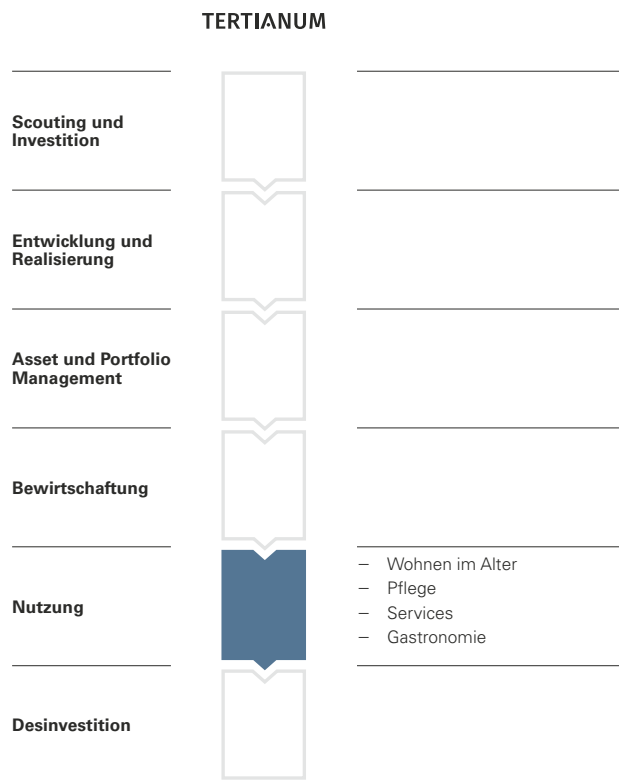 TERTIANUM
Scouting und
Investition
Entwicklung und
Realisierung
Asset und Portfolio
Management
Bewirtschaftung
Nutzung
– Wohnen im Alter
– Pflege
– Services
– Gastronomie
Desinvestition